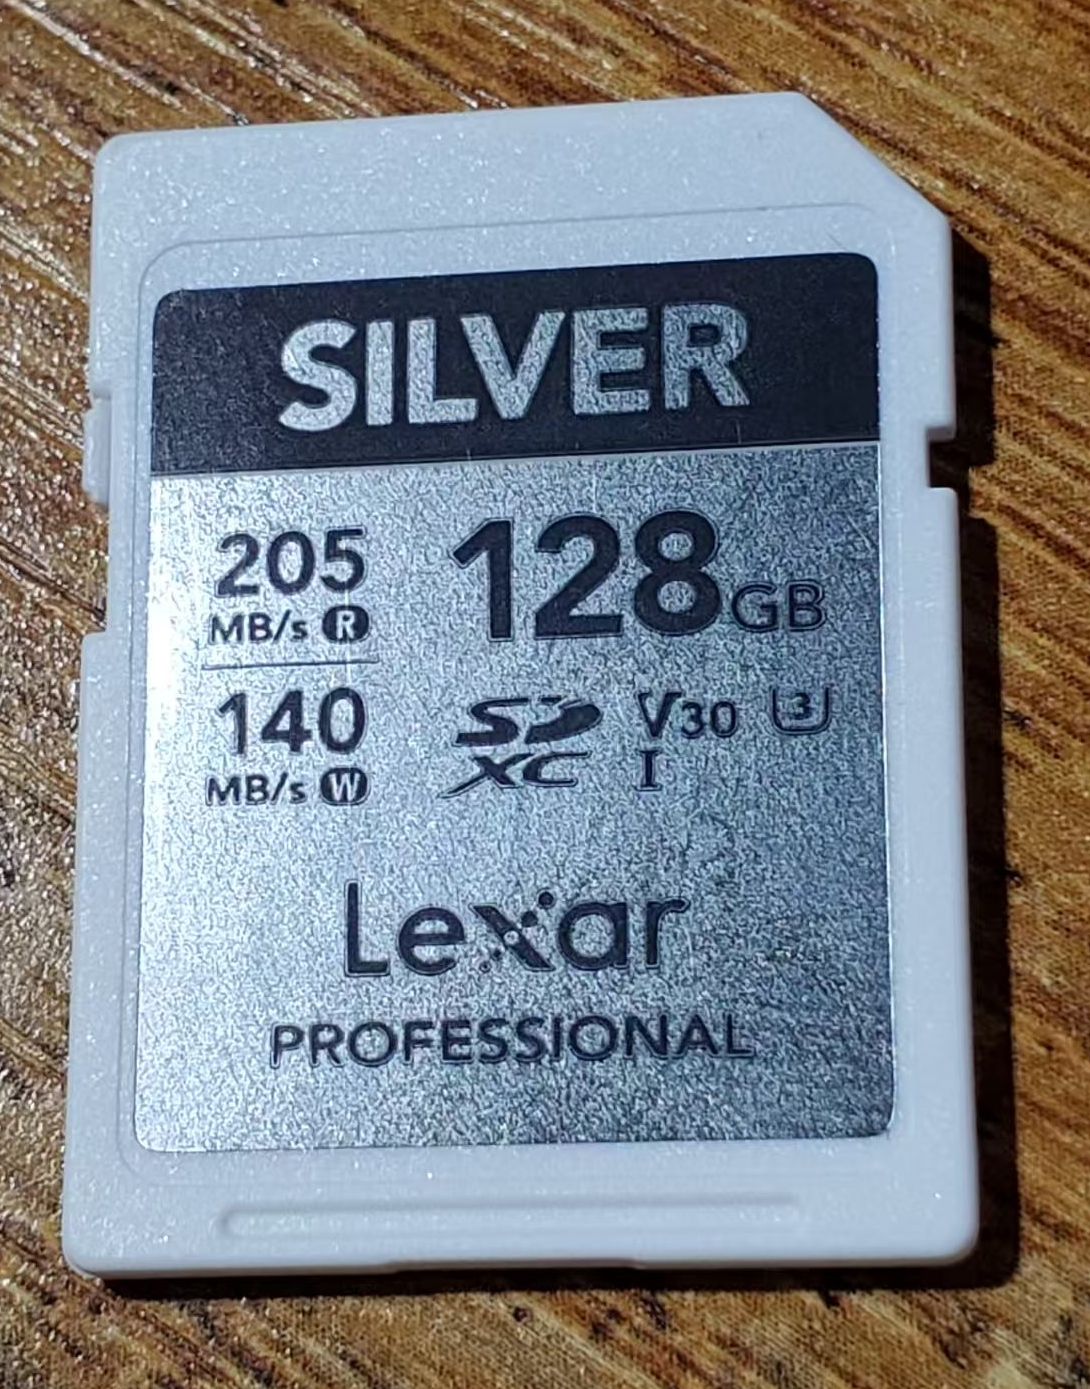 SILVER
205
MB/s R
140
MB/s W
128GB
SD XC
V30
I
3
Lexar
PROFESSIONAL